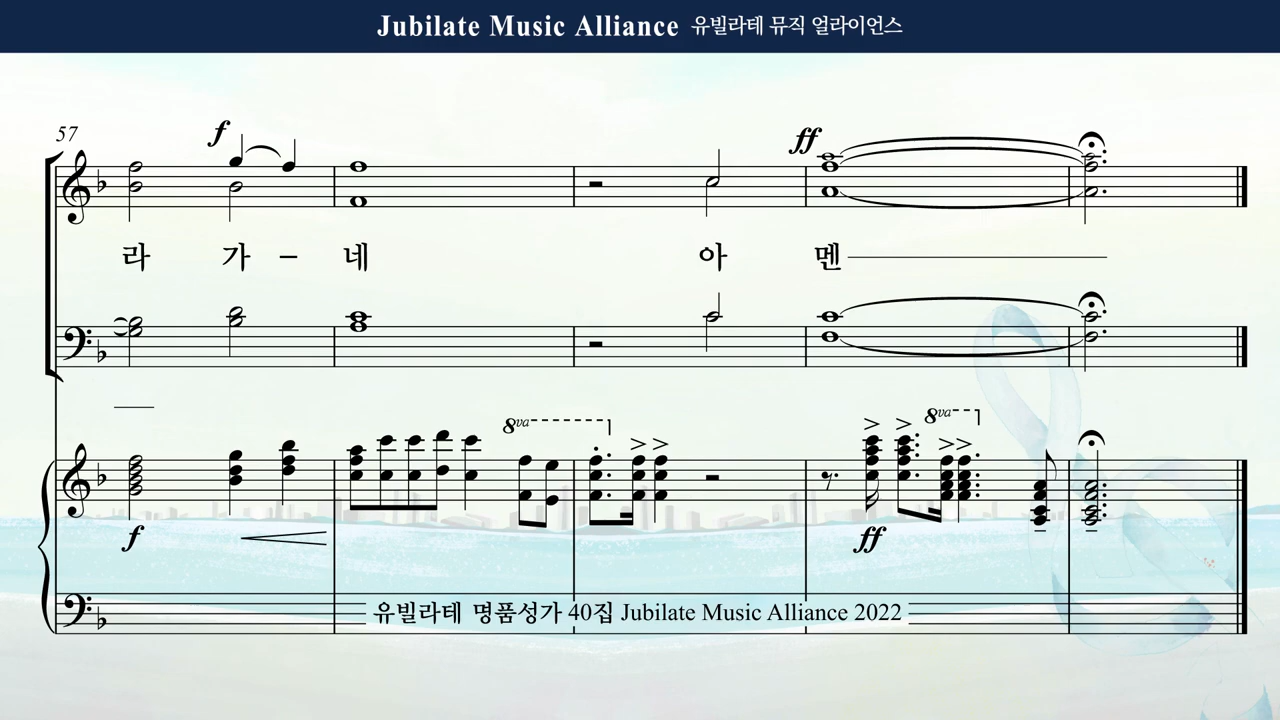 Jubilate Music Alliance 유빌라테 뮤직 얼라이언스
57
f
ff
라 가 – 네 아 멘
8va
8va
f
ff
유빌라테 명품성가 40집 Jubilate Music Alliance 2022